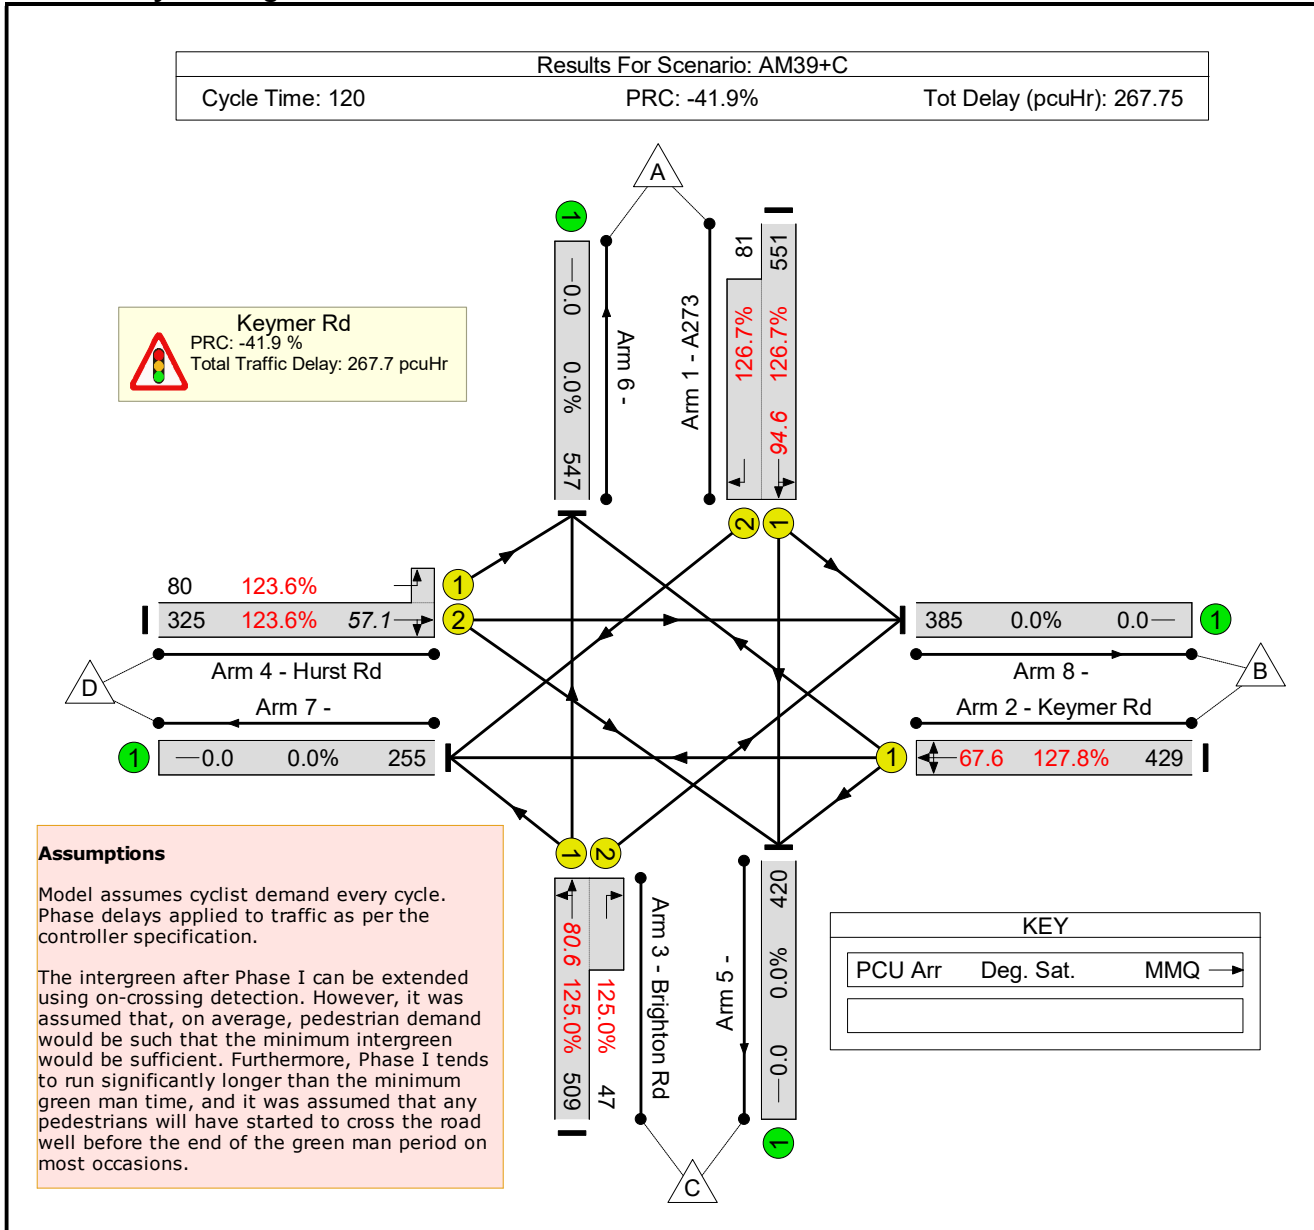 Results For Scenario: AM39+C
Cycle Time: 120 PRC: -41.9% Tot Delay (pcuHr): 267.75
A
1
0.0 0.0% 547
Arm 6 -
Arm 1 - A273
81 126.7%
551 126.7% 94.6
2 1
Keymer Rd
PRC: -41.9 %
Total Traffic Delay: 267.7 pcuHr
80 123.6% 1
325 123.6% 57.1 2
Arm 4 - Hurst Rd
D
Arm 7 -
1 0.0 0.0% 255
385 0.0% 0.0 1
Arm 8 -
B
Arm 2 - Keymer Rd
1 67.6 127.8% 429
1 2
80.6 125.0% 509
125.0% 47
Arm 3 - Brighton Rd
Arm 5 -
420 0.0% 0.0
1
C
Assumptions
Model assumes cyclist demand every cycle.
Phase delays applied to traffic as per the
controller specification.
The intergreen after Phase I can be extended
using on-crossing detection. However, it was
assumed that, on average, pedestrian demand
would be such that the minimum intergreen
would be sufficient. Furthermore, Phase I tends
to run significantly longer than the minimum
green man time, and it was assumed that any
pedestrians will have started to cross the road
well before the end of the green man period on
most occasions.
KEY
PCU Arr Deg. Sat. MMQ